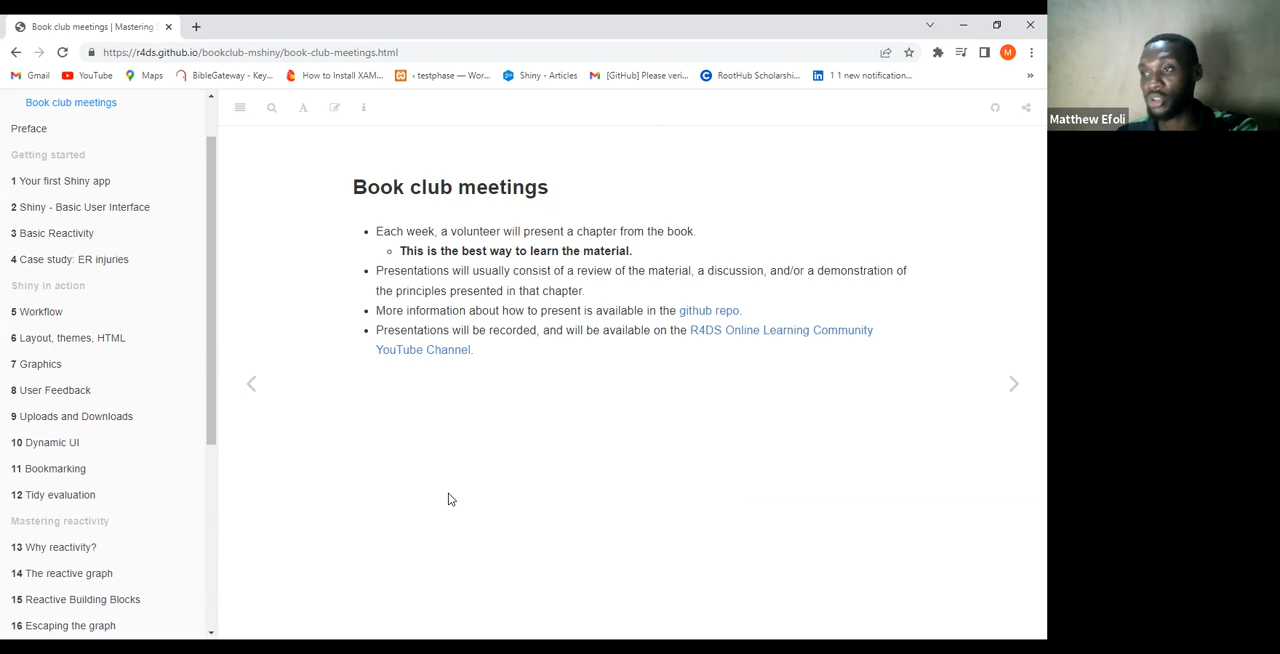 Book club meetings | Mastering
https://r4ds.github.io/bookclub-mshiny/book-club-meetings.html
M
Gmail
YouTube
Maps
BibleGateway - Key...
How to Install XAM...
‹ testphase — Wor...
Shiny - Articles
[GitHub] Please veri...
RootHub Scholarshi...
1 1 new notification...
»
Matthew Efoli
Book club meetings
Preface
Getting started
1 Your first Shiny app
2 Shiny - Basic User Interface
3 Basic Reactivity
4 Case study: ER injuries
Shiny in action
5 Workflow
6 Layout, themes, HTML
7 Graphics
8 User Feedback
9 Uploads and Downloads
10 Dynamic UI
11 Bookmarking
12 Tidy evaluation
Mastering reactivity
13 Why reactivity?
14 The reactive graph
15 Reactive Building Blocks
16 Escaping the graph
Book club meetings
Each week, a volunteer will present a chapter from the book.
This is the best way to learn the material.
Presentations will usually consist of a review of the material, a discussion, and/or a demonstration of
the principles presented in that chapter.
More information about how to present is available in the github repo.
Presentations will be recorded, and will be available on the R4DS Online Learning Community
YouTube Channel.